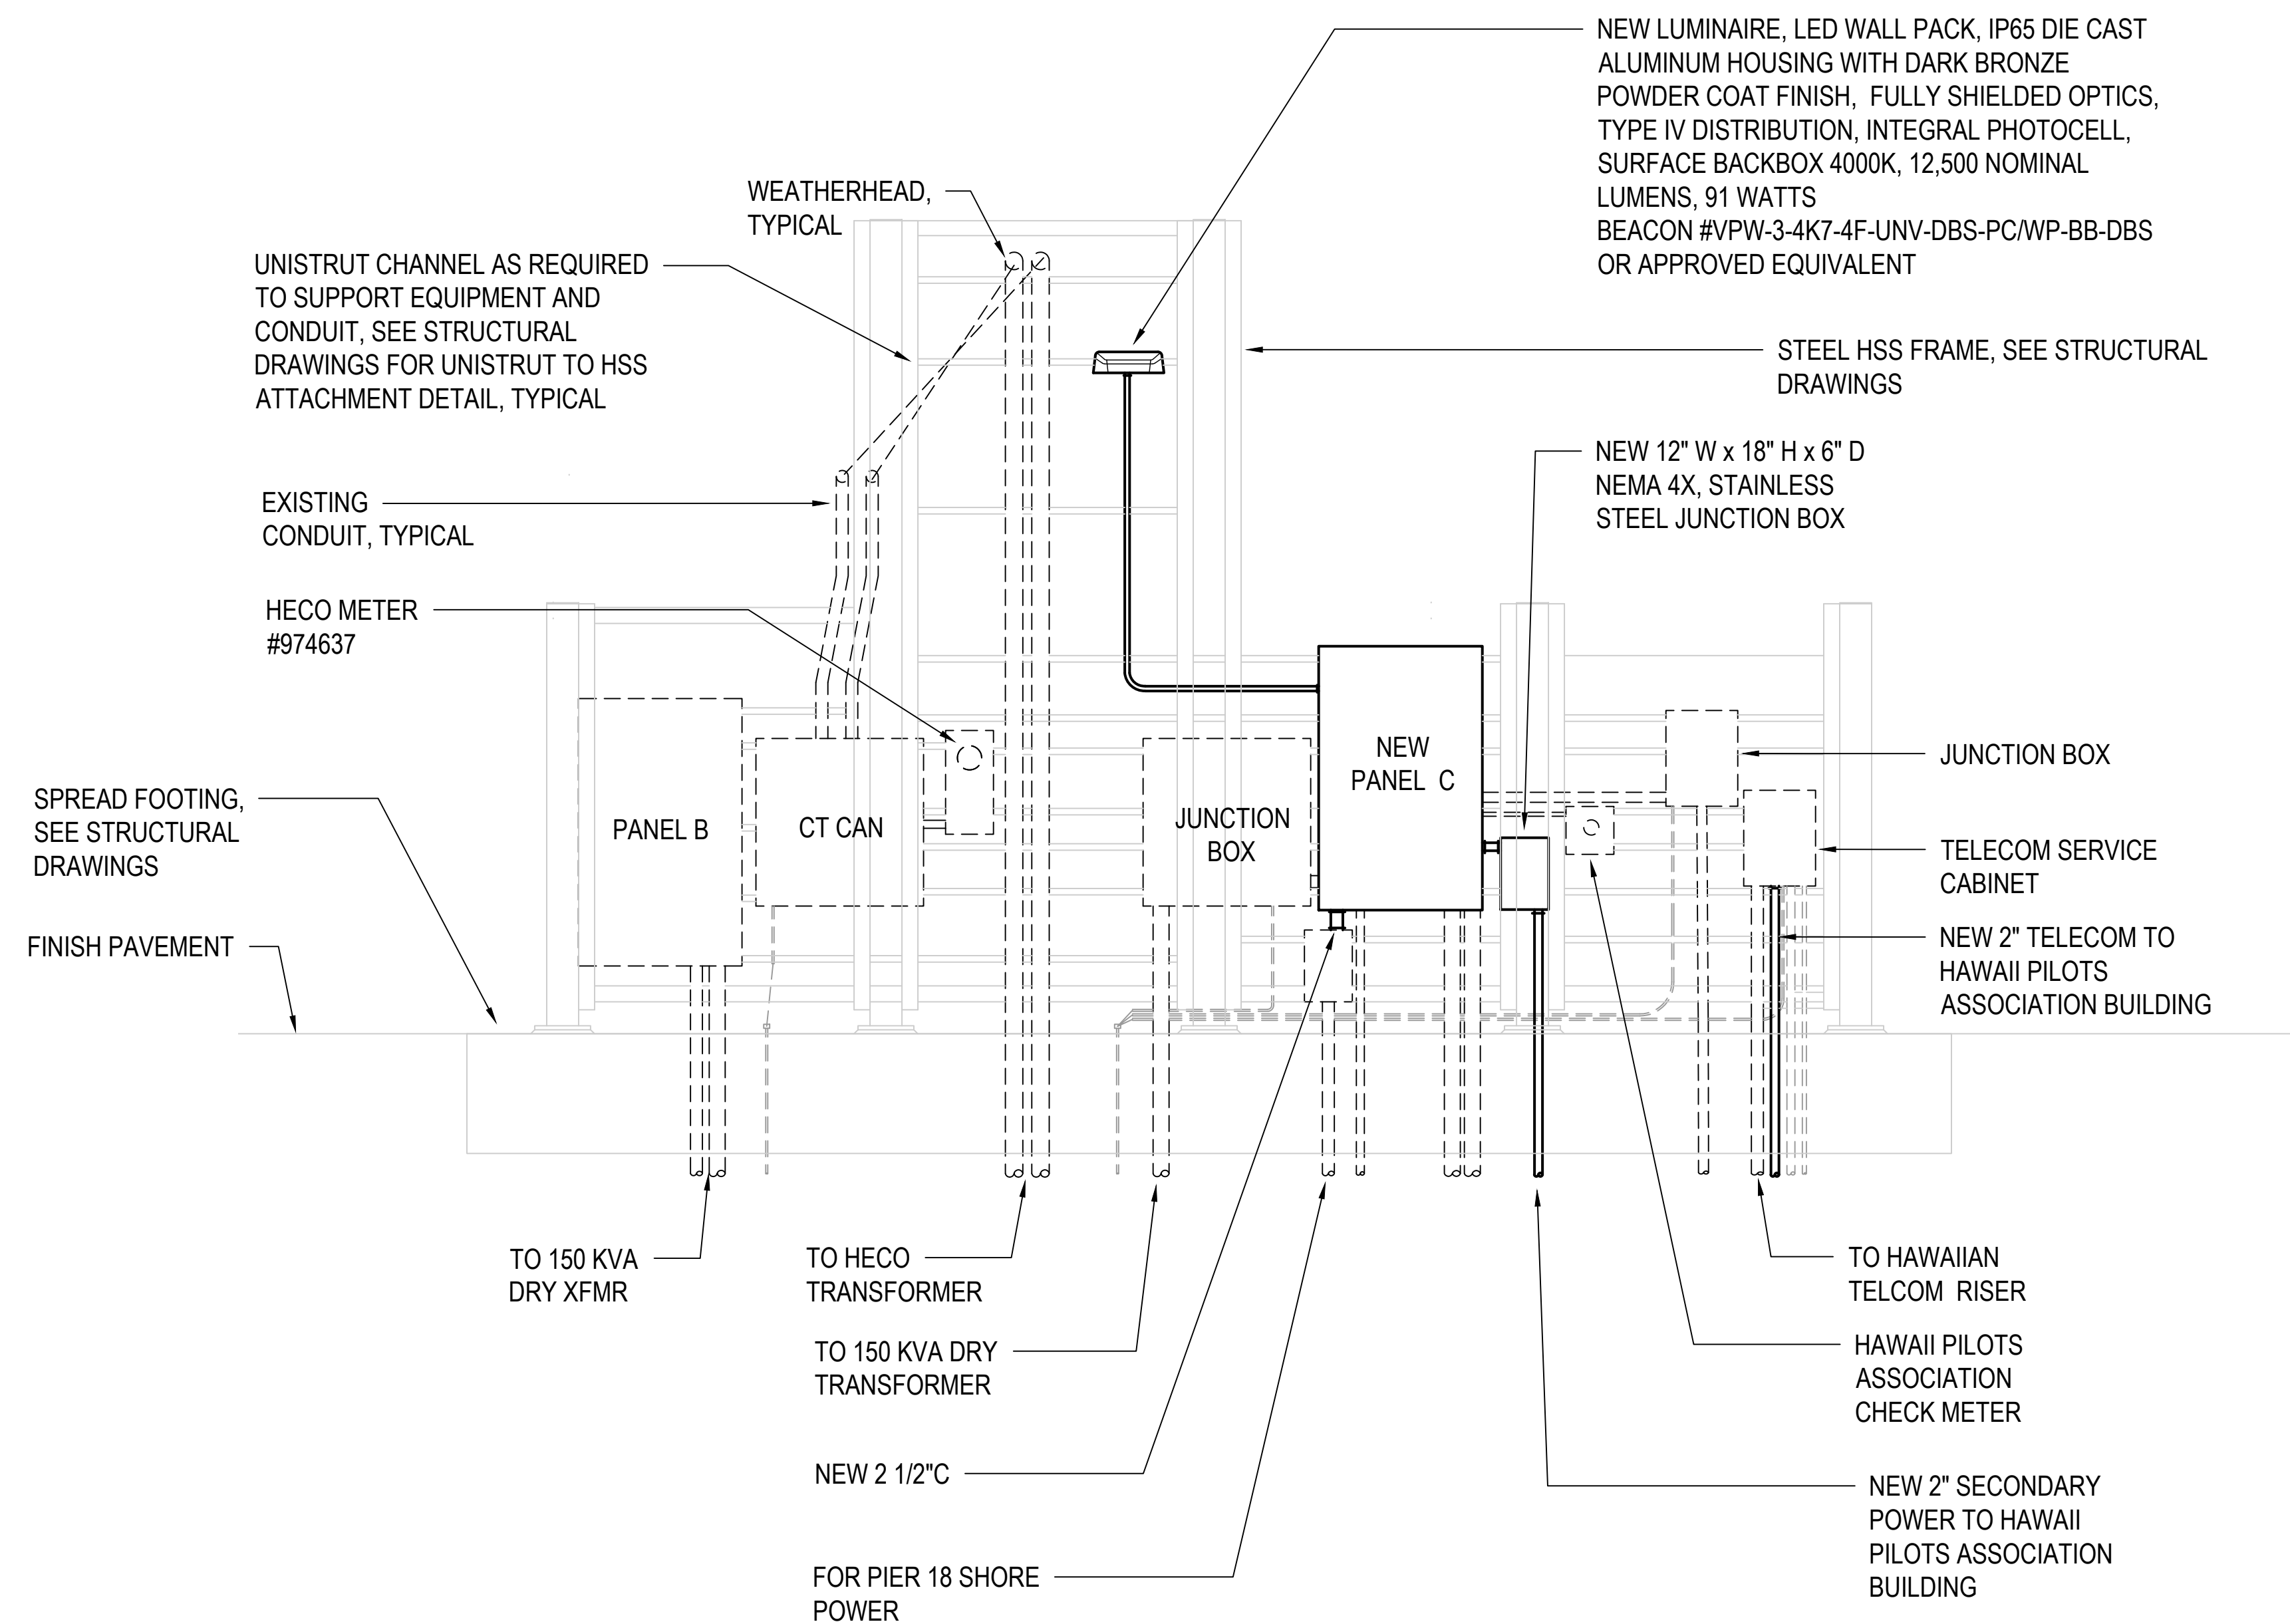 NEW LUMINAIRE, LED WALL PACK, IP65 DIE CAST
ALUMINUM HOUSING WITH DARK BRONZE
POWDER COAT FINISH, FULLY SHIELDED OPTICS,
TYPE IV DISTRIBUTION, INTEGRAL PHOTOCELL,
SURFACE BACKBOX 4000K, 12,500 NOMINAL
LUMENS, 91 WATTS
BEACON #VPW-3-4K7-4F-UNV-DBS-PC/WP-BB-DBS
OR APPROVED EQUIVALENT
WEATHERHEAD,
TYPICAL
UNISTRUT CHANNEL AS REQUIRED
TO SUPPORT EQUIPMENT AND
CONDUIT, SEE STRUCTURAL
DRAWINGS FOR UNISTRUT TO HSS
ATTACHMENT DETAIL, TYPICAL
STEEL HSS FRAME, SEE STRUCTURAL
DRAWINGS
NEW 12" W x 18" H x 6" D
NEMA 4X, STAINLESS
STEEL JUNCTION BOX
EXISTING
CONDUIT, TYPICAL
HECO METER
#974637
SPREAD FOOTING,
SEE STRUCTURAL
DRAWINGS
FINISH PAVEMENT
PANEL B
CT CAN
JUNCTION
BOX
NEW
PANEL C
JUNCTION BOX
TELECOM SERVICE
CABINET
NEW 2" TELECOM TO
HAWAII PILOTS
ASSOCIATION BUILDING
TO 150 KVA
DRY XFMR
TO HECO
TRANSFORMER
TO 150 KVA DRY
TRANSFORMER
NEW 2 1/2"C
FOR PIER 18 SHORE
POWER
TO HAWAIIAN
TELCOM RISER
HAWAII PILOTS
ASSOCIATION
CHECK METER
NEW 2" SECONDARY
POWER TO HAWAII
PILOTS ASSOCIATION
BUILDING